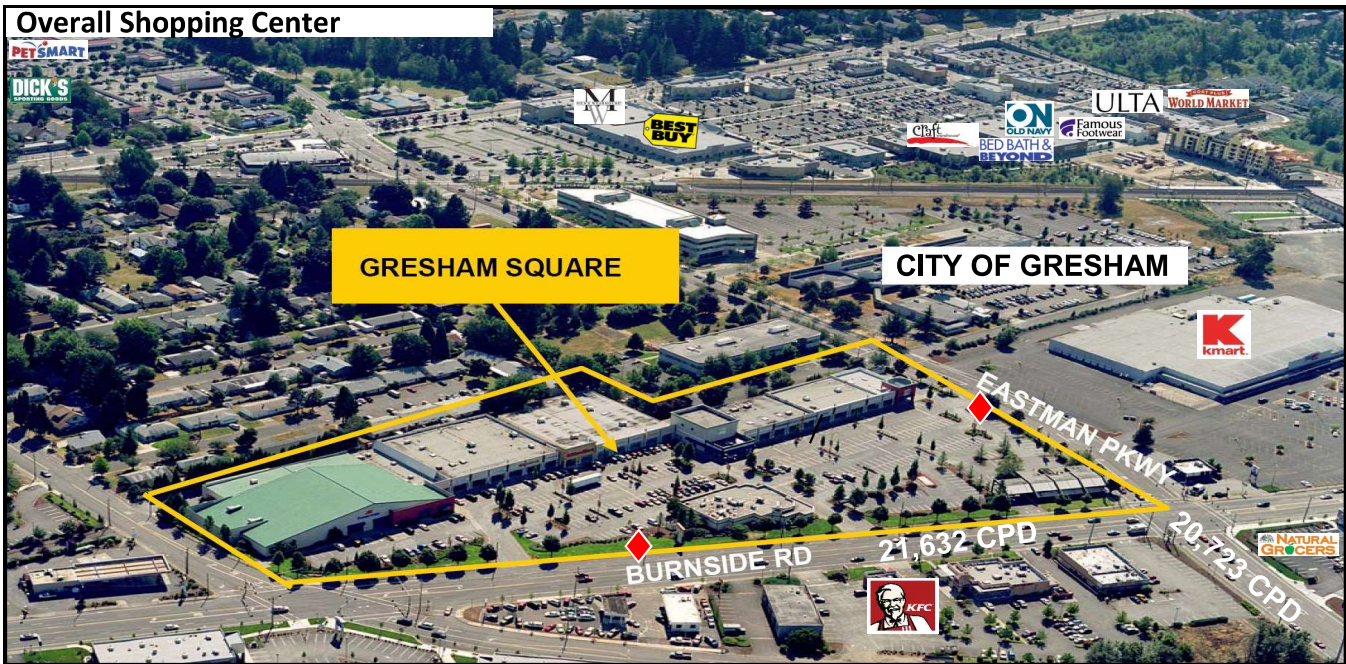 Overall Shopping Center
PETSMART
DICK'S
SPORTING GOODS
M
W
BEST
BUY
Craft
ON
OLD NAVY
BED BATH &
BEYOND
ULTA
Famous
Footwear
WORLD MARKET
GRESHAM SQUARE
CITY OF GRESHAM
K
kmart
EASTMAN PKWY
BURNSIDE RD
21,632 CPD
20,723 CPD
NATURAL
GROCERS
KFC